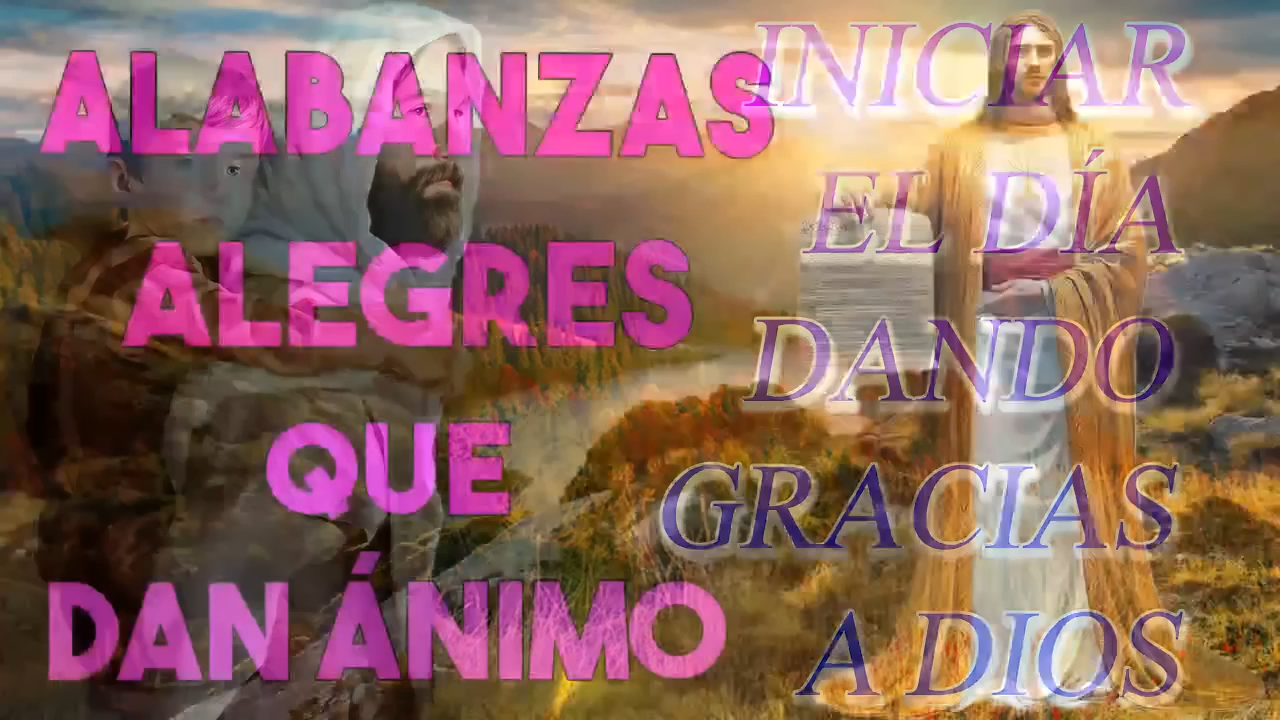 ALABANZAS
ALEGRES
QUE
DAN ÁNIMO
INICIAR
EL DÍA
DANDO
GRACIAS
A DIOS